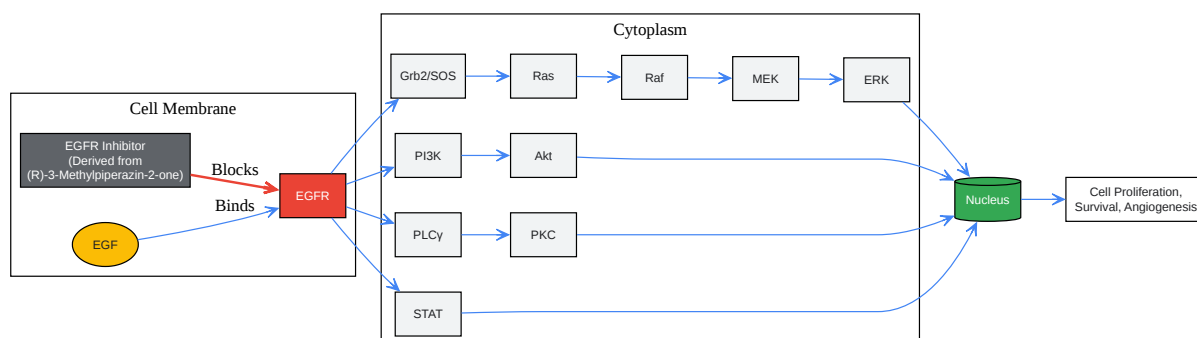 Cytoplasm
Grb2/SOS
Ras
Raf
MEK
ERK
Cell Membrane
EGFR Inhibitor
(Derived from
(R)-3-Methylpiperazin-2-one)
Blocks
Binds
EGFR
EGF
PI3K
Akt
PLCγ
PKC
STAT
Nucleus
Cell Proliferation,
Survival, Angiogenesis